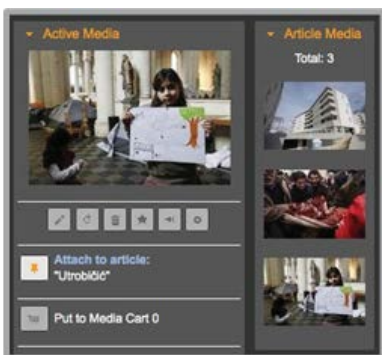 Active Media
Article Media
Total: 3
Attach to article:
"Utrobičić"
Put to Media Cart 0